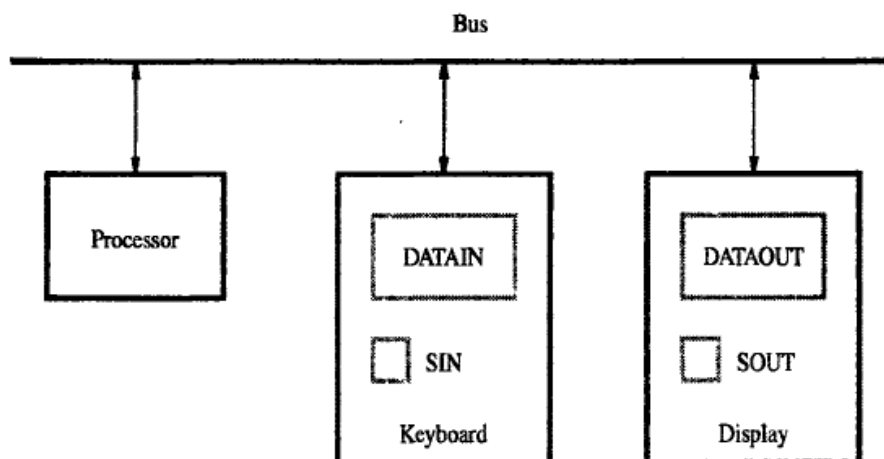 Bus
Processor
DATAIN
DATAOUT
SIN
SOUT
Keyboard
Display